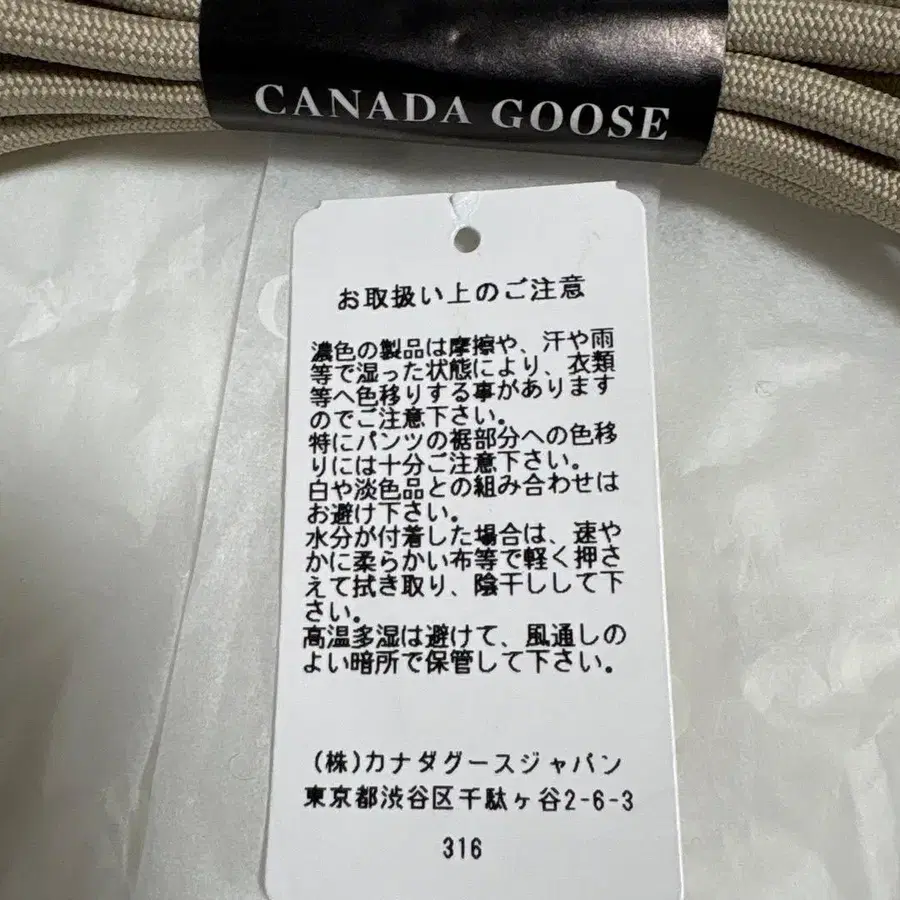 CANADA GOOSE
お取扱い上のご注意
濃色の製品は摩擦や、汗や雨
等で湿った状態により、衣類
等へ色移りする事があります
のでご注意下さい。
特にパンツの裾部分への色移
りには十分ご注意下さい。
白や淡色品との組み合わせは
お避け下さい。
水分が付着した場合は、速や
かに柔らかい布等で軽く押さ
えて拭き取り、陰干しして下
さい。
高温多湿は避けて、風通しの
よい暗所で保管して下さい。
(株)カナダグースジャパン
東京都渋谷区千駄ヶ谷2-6-3
316